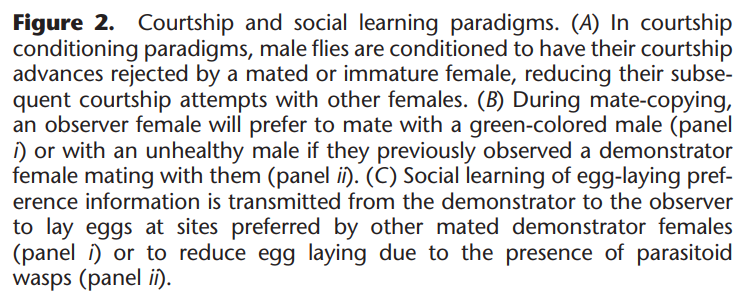 Figure 2. Courtship and social learning paradigms. (A) In courtship
conditioning paradigms, male flies are conditioned to have their courtship
advances rejected by a mated or immature female, reducing their subse-
quent courtship attempts with other females. (B) During mate-copying,
an observer female will prefer to mate with a green-colored male (panel
i) or with an unhealthy male if they previously observed a demonstrator
female mating with them (panel ii). (C) Social learning of egg-laying pref-
erence information is transmitted from the demonstrator to the observer
to lay eggs at sites preferred by other mated demonstrator females
(panel i) or to reduce egg laying due to the presence of parasitoid
wasps (panel ii).